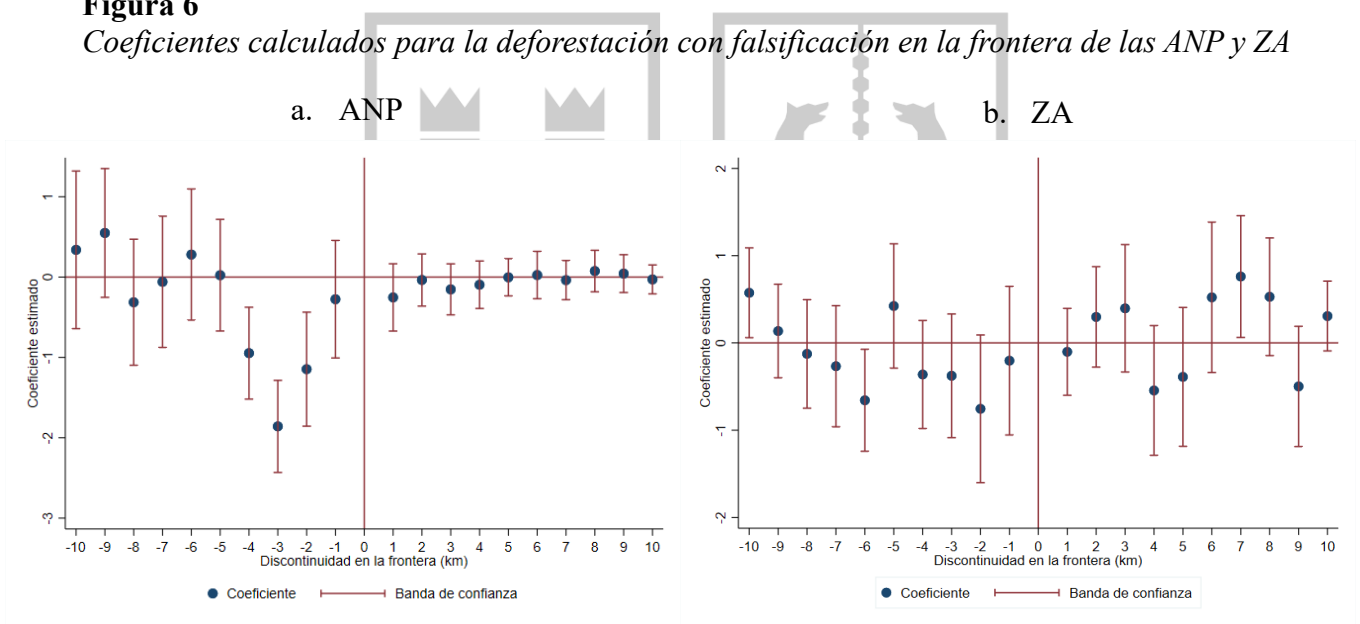 Figura 6
Coeficientes calculados para la deforestación con falsificación en la frontera de las ANP y ZA
a. ANP
b. ZA
1
0
-1
-2
-3
Coeficiente estimado
-10 -9 -8 -7 -6 -5 -4 -3 -2 -1 0 1 2 3 4 5 6 7 8 9 10
Discontinuidad en la frontera (km)
Coeficiente Banda de confianza
2
1
0
-1
-2
Coeficiente estimado
-10 -9 -8 -7 -6 -5 -4 -3 -2 -1 0 1 2 3 4 5 6 7 8 9 10
Discontinuidad en la frontera (km)
Coeficiente Banda de confianza